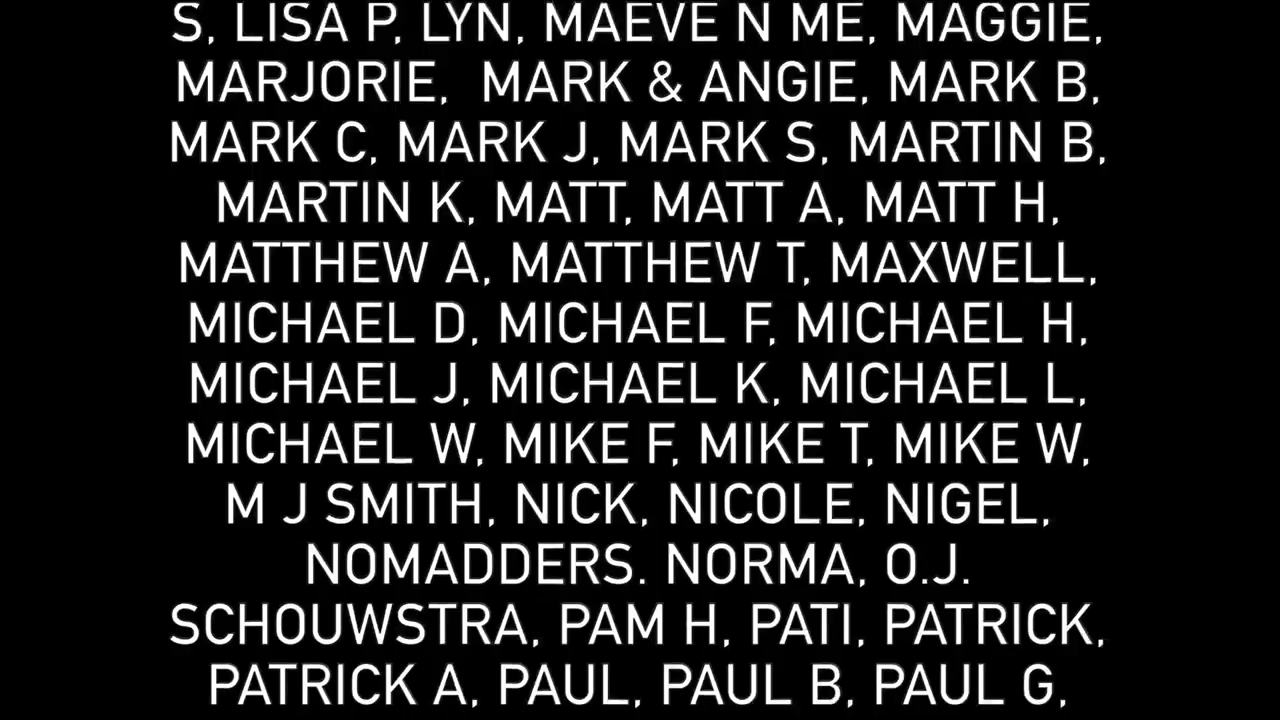 S, LISA P, LYN, MAEVE N ME, MAGGIE,
MARJORIE,  MARK & ANGIE, MARK B,
MARK C, MARK J, MARK S, MARTIN B,
MARTIN K, MATT, MATT A, MATT H,
MATTHEW A, MATTHEW T, MAXWELL,
MICHAEL D, MICHAEL F, MICHAEL H,
MICHAEL J, MICHAEL K, MICHAEL L,
MICHAEL W, MIKE F, MIKE T, MIKE W,
M J SMITH, NICK, NICOLE, NIGEL,
NOMADDERS. NORMA, O.J.
SCHOUWSTRA, PAM H, PATI, PATRICK,
PATRICK A, PAUL, PAUL B, PAUL G,